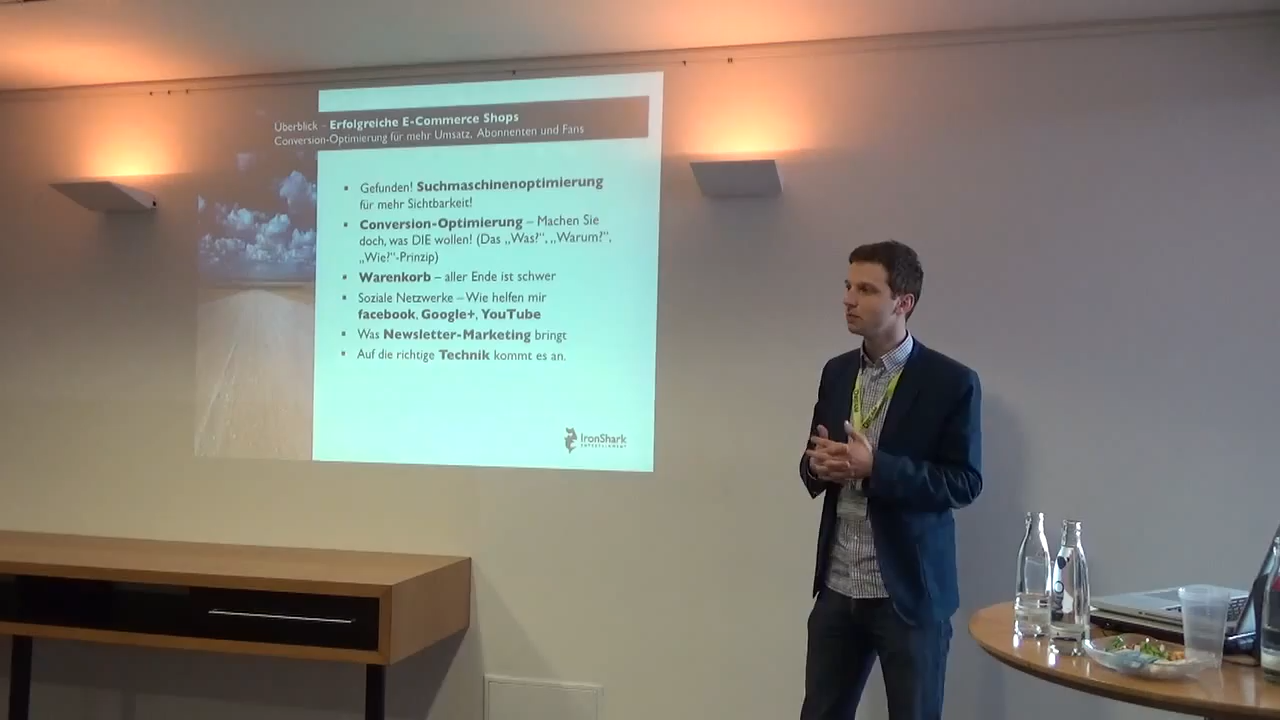 Überblick – Erfolgreiche E-Commerce Shops
Conversion-Optimierung für mehr Umsatz, Abonnenten und Fans
▪ Gefunden! Suchmaschinenoptimierung
für mehr Sichtbarkeit!
▪ Conversion-Optimierung – Machen Sie
doch, was DIE wollen! (Das „Was?“, „Warum?“,
„Wie?“-Prinzip)
▪ Warenkorb – aller Ende ist schwer
▪ Soziale Netzwerke – Wie helfen mir
facebook, Google+, YouTube
▪ Was Newsletter-Marketing bringt
▪ Auf die richtige Technik kommt es an.
IronShark
ENTERTAINMENT